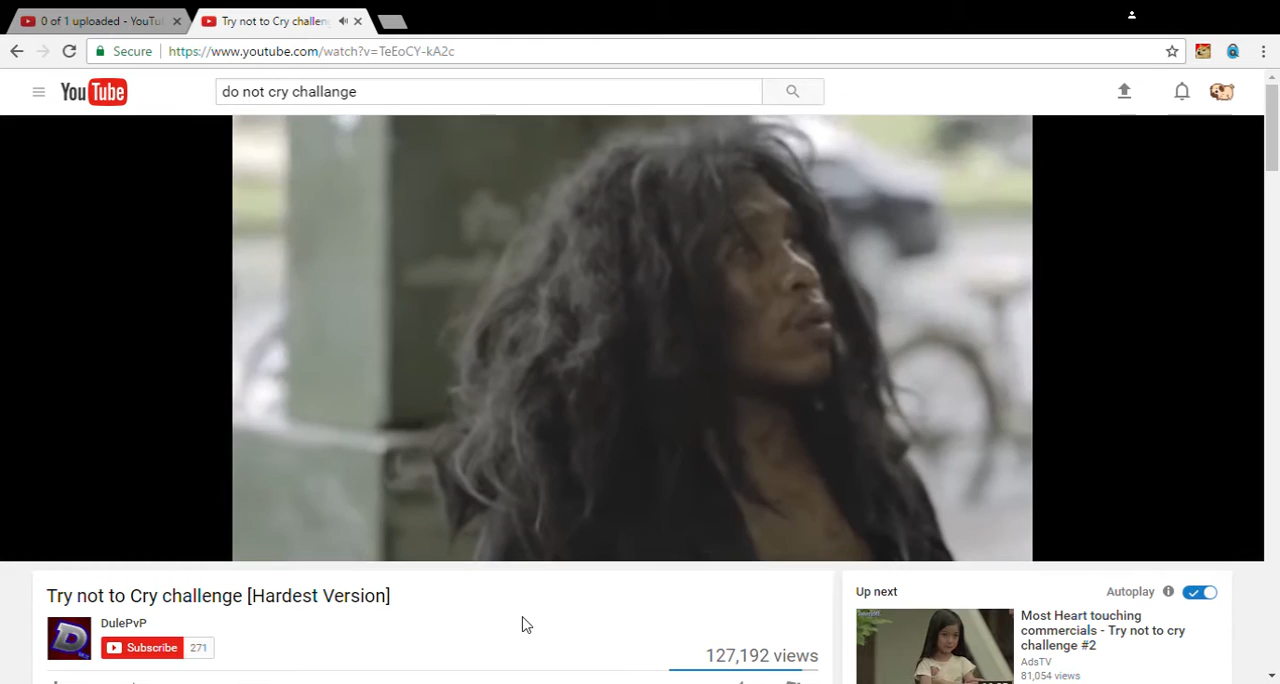 0 of 1 uploaded - YouTu
Try not to Cry challen
Secure
https://www.youtube.com/watch?v=TeEoCY-kA2c
YouTube
do not cry challange
Try not to Cry challenge [Hardest Version]
DulePvP
Subscribe 271
127,192 views
Up next
Autoplay
Most Heart touching
commercials - Try not to cry
challenge #2
AdsTV
81,054 views